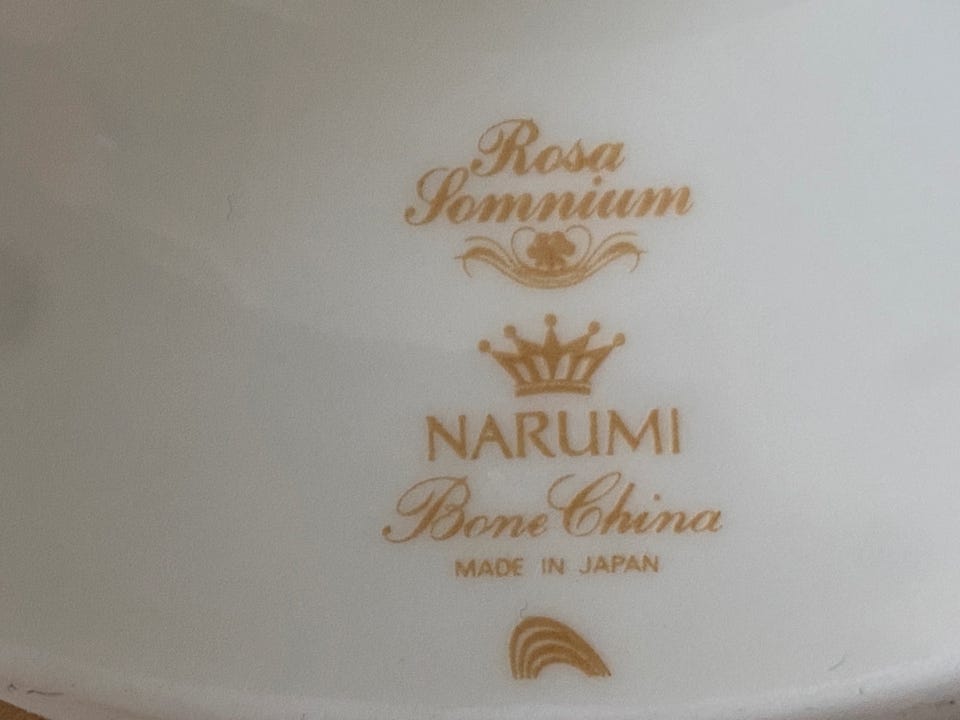 Rosa
Somnium
NARUMI
Bone China
MADE IN JAPAN